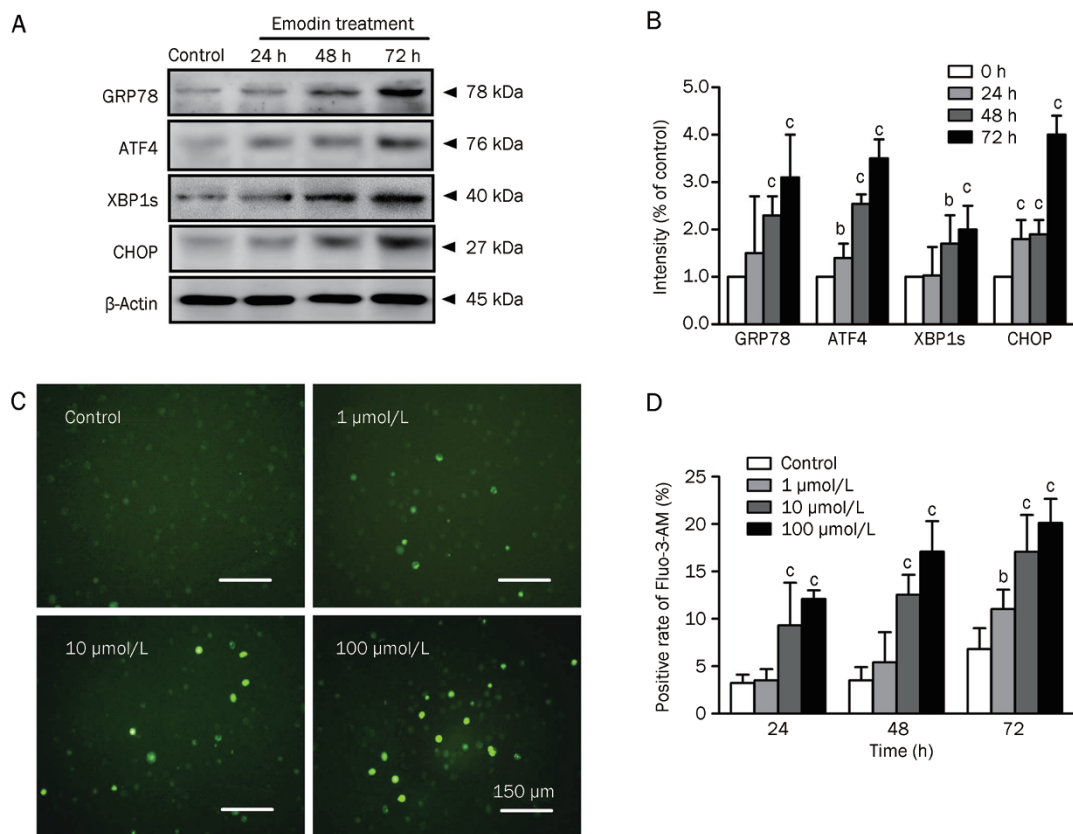 A
Emodin treatment
Control 24 h 48 h 72 h
GRP78 ◄ 78 kDa
ATF4 ◄ 76 kDa
XBP1s ◄ 40 kDa
CHOP ◄ 27 kDa
β-Actin ◄ 45 kDa
B
0 h
24 h
48 h
72 h
Intensity (% of control)
5.0
4.0
3.0
2.0
1.0
0.0
c c b c c b c c c c c
GRP78 ATF4 XBP1s CHOP
C
Control
1 μmol/L
10 μmol/L
100 μmol/L
150 μm
D
Control
1 μmol/L
10 μmol/L
100 μmol/L
Positive rate of Fluo-3-AM (%)
25
20
15
10
5
0
c c c c b c c
24 48 72
Time (h)